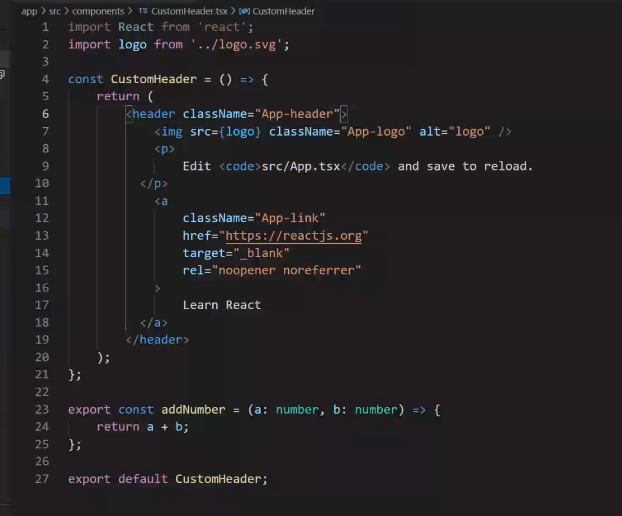 app > src > components > TS CustomHeader.tsx > CustomHeader
1 import React from 'react';
2 import logo from '../logo.svg';
3
4 const CustomHeader = () => {
5     return (
6         <header className="App-header">
7             <img src={logo} className="App-logo" alt="logo" />
8             <p>
9                 Edit <code>src/App.tsx</code> and save to reload.
10           </p>
11             <a
12                 className="App-link"
13                 href="https://reactjs.org"
14                 target="_blank"
15                 rel="noopener noreferrer"
16             >
17                 Learn React
18           </a>
19         </header>
20     );
21 };
22
23 export const addNumber = (a: number, b: number) => {
24     return a + b;
25 };
26
27 export default CustomHeader;